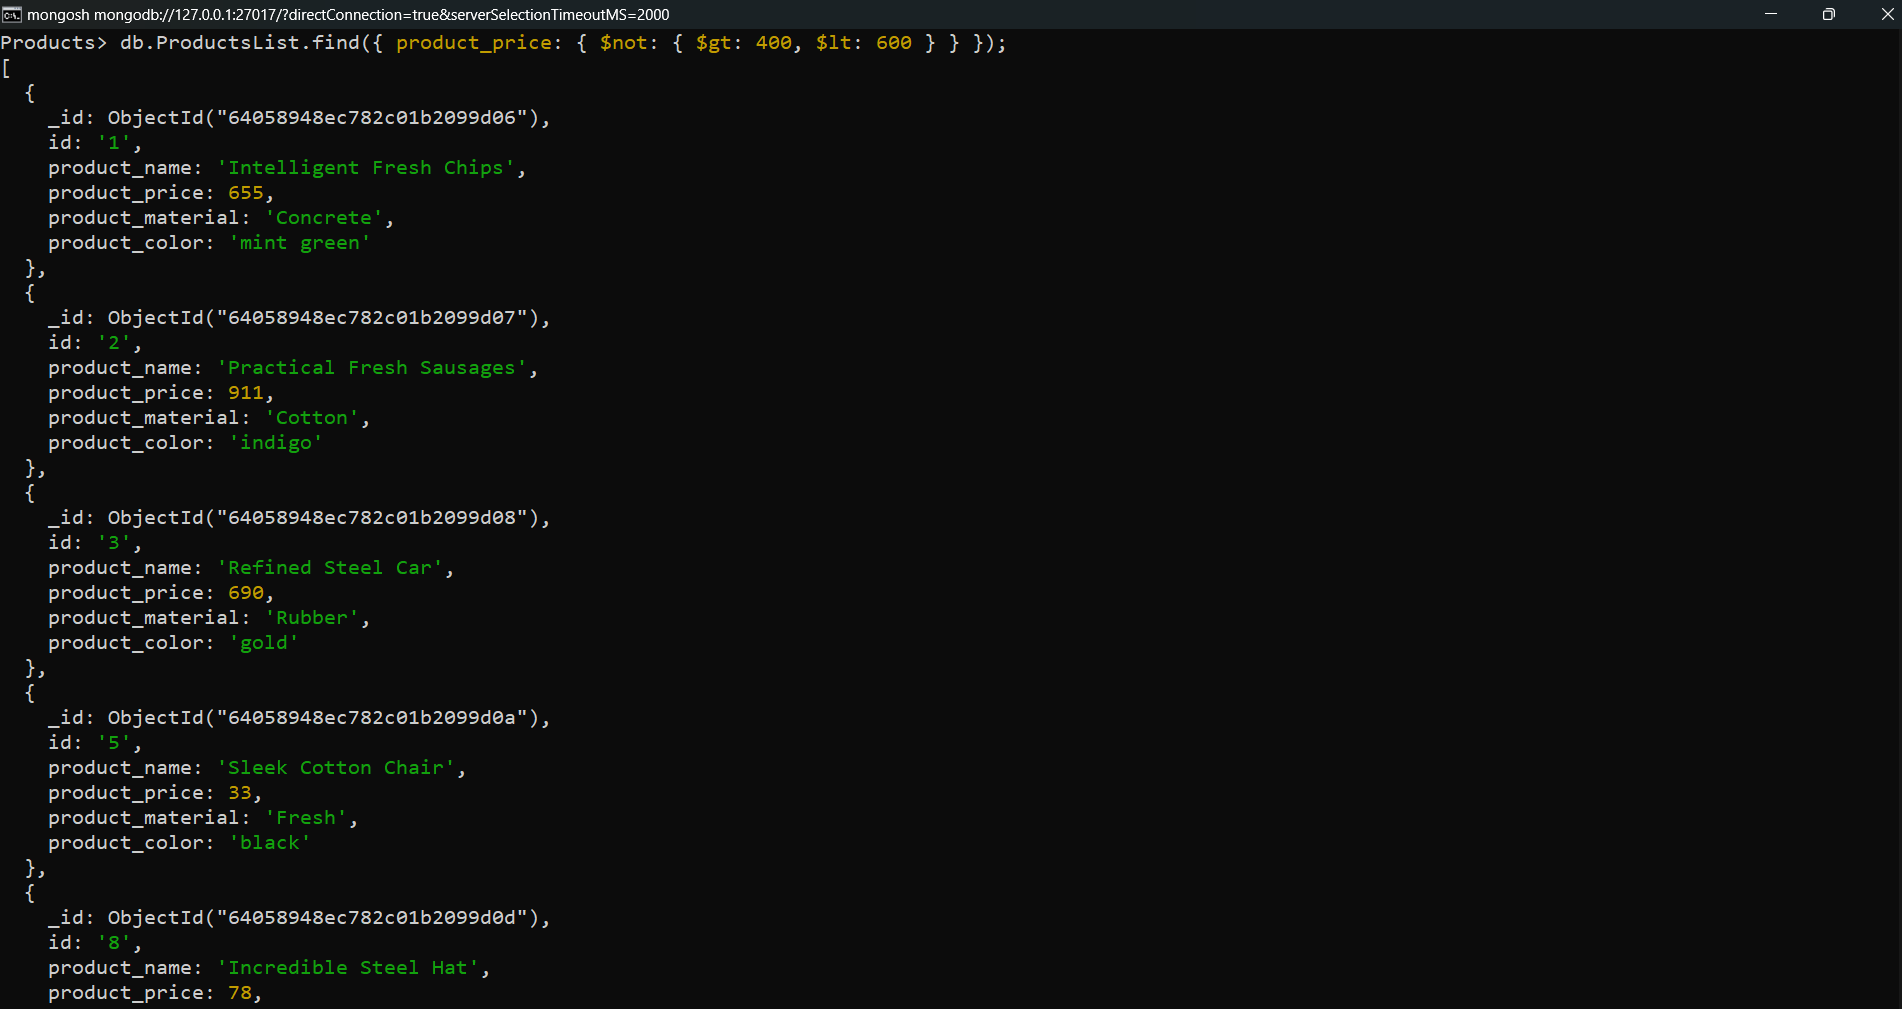 mongosh mongodb://127.0.0.1:27017/?directConnection=true&serverSelectionTimeoutMS=2000
Products> db.ProductsList.find({ product_price: { $not: { $gt: 400, $lt: 600 } } });
[
  {
    _id: ObjectId("64058948ec782c01b2099d06"),
    id: '1',
    product_name: 'Intelligent Fresh Chips',
    product_price: 655,
    product_material: 'Concrete',
    product_color: 'mint green'
  },
  {
    _id: ObjectId("64058948ec782c01b2099d07"),
    id: '2',
    product_name: 'Practical Fresh Sausages',
    product_price: 911,
    product_material: 'Cotton',
    product_color: 'indigo'
  },
  {
    _id: ObjectId("64058948ec782c01b2099d08"),
    id: '3',
    product_name: 'Refined Steel Car',
    product_price: 690,
    product_material: 'Rubber',
    product_color: 'gold'
  },
  {
    _id: ObjectId("64058948ec782c01b2099d0a"),
    id: '5',
    product_name: 'Sleek Cotton Chair',
    product_price: 33,
    product_material: 'Fresh',
    product_color: 'black'
  },
  {
    _id: ObjectId("64058948ec782c01b2099d0d"),
    id: '8',
    product_name: 'Incredible Steel Hat',
    product_price: 78,